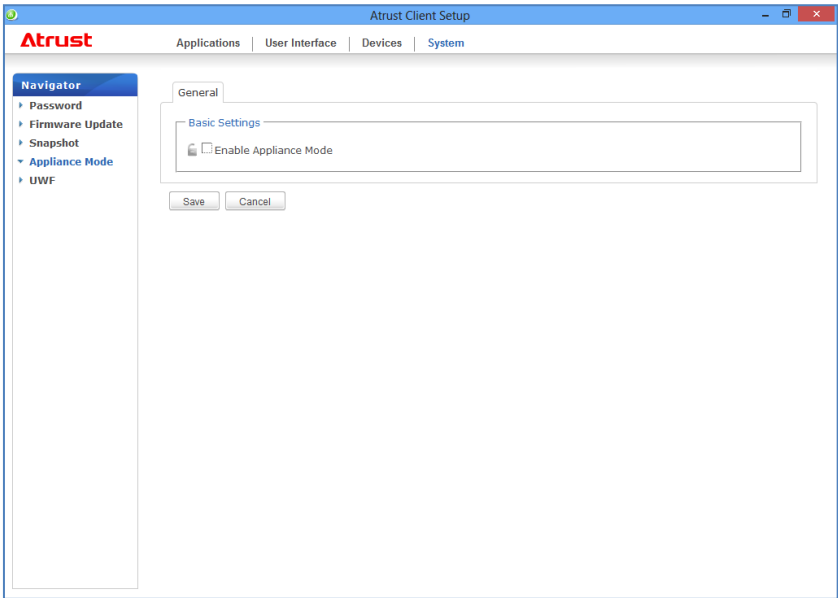 Atrust Client Setup
Atrust
Applications User Interface Devices System
Navigator
Password
Firmware Update
Snapshot
Appliance Mode
UWF
General
Basic Settings
Enable Appliance Mode
Save Cancel